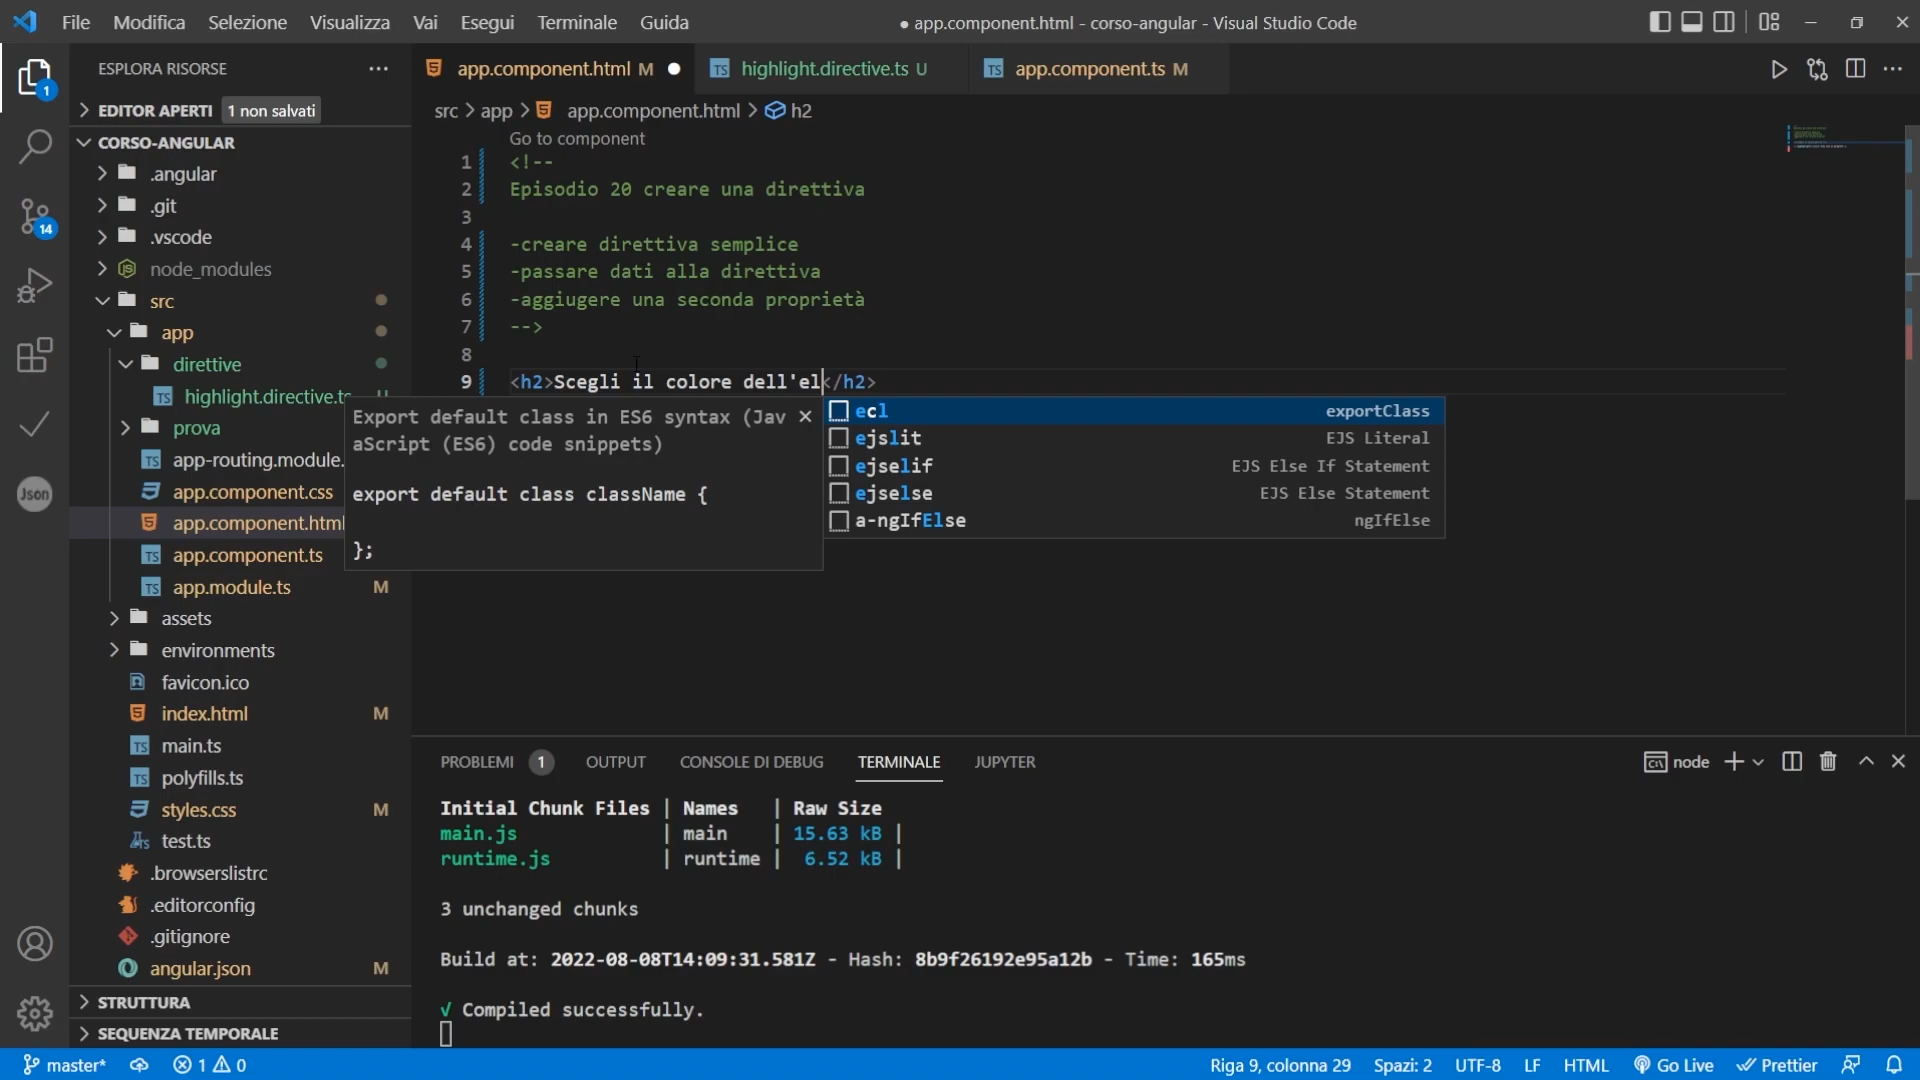 File Modifica Selezione Visualizza Vai Esegui Terminale Guida
● app.component.html - corso-angular - Visual Studio Code
ESPLORA RISORSE
app.component.html M
highlight.directive.ts U
app.component.ts M
1
EDITOR APERTI 1 non salvati
src > app > app.component.html > h2
CORSO-ANGULAR
Go to component
.angular
.git
.vscode
node_modules
src
app
direttive
highlight.directive.ts
prova
app-routing.module.
app.component.css
app.component.html
app.component.ts
app.module.ts M
assets
environments
favicon.ico
index.html M
main.ts
polyfills.ts
styles.css M
test.ts
.browserslistrc
.editorconfig
.gitignore
angular.json M
STRUTTURA
SEQUENZA TEMPORALE
14
Json
1 <!--
2 Episodio 20 creare una direttiva
3
4 -creare direttiva semplice
5 -passare dati alla direttiva
6 -aggiugere una seconda proprietà
7 -->
8
9 <h2>Scegli il colore dell'el</h2>
Export default class in ES6 syntax (Jav
aScript (ES6) code snippets)
export default class className {
};
ecl exportClass
ejslit EJS Literal
ejselif EJS Else If Statement
ejselse EJS Else Statement
a-ngIfElse ngIfElse
PROBLEMI 1 OUTPUT CONSOLE DI DEBUG TERMINALE JUPYTER
node
Initial Chunk Files | Names | Raw Size
main.js | main | 15.63 kB |
runtime.js | runtime | 6.52 kB |
3 unchanged chunks
Build at: 2022-08-08T14:09:31.581Z - Hash: 8b9f26192e95a12b - Time: 165ms
√ Compiled successfully.
master* 1 0
Riga 9, colonna 29 Spazi: 2 UTF-8 LF HTML Go Live Prettier